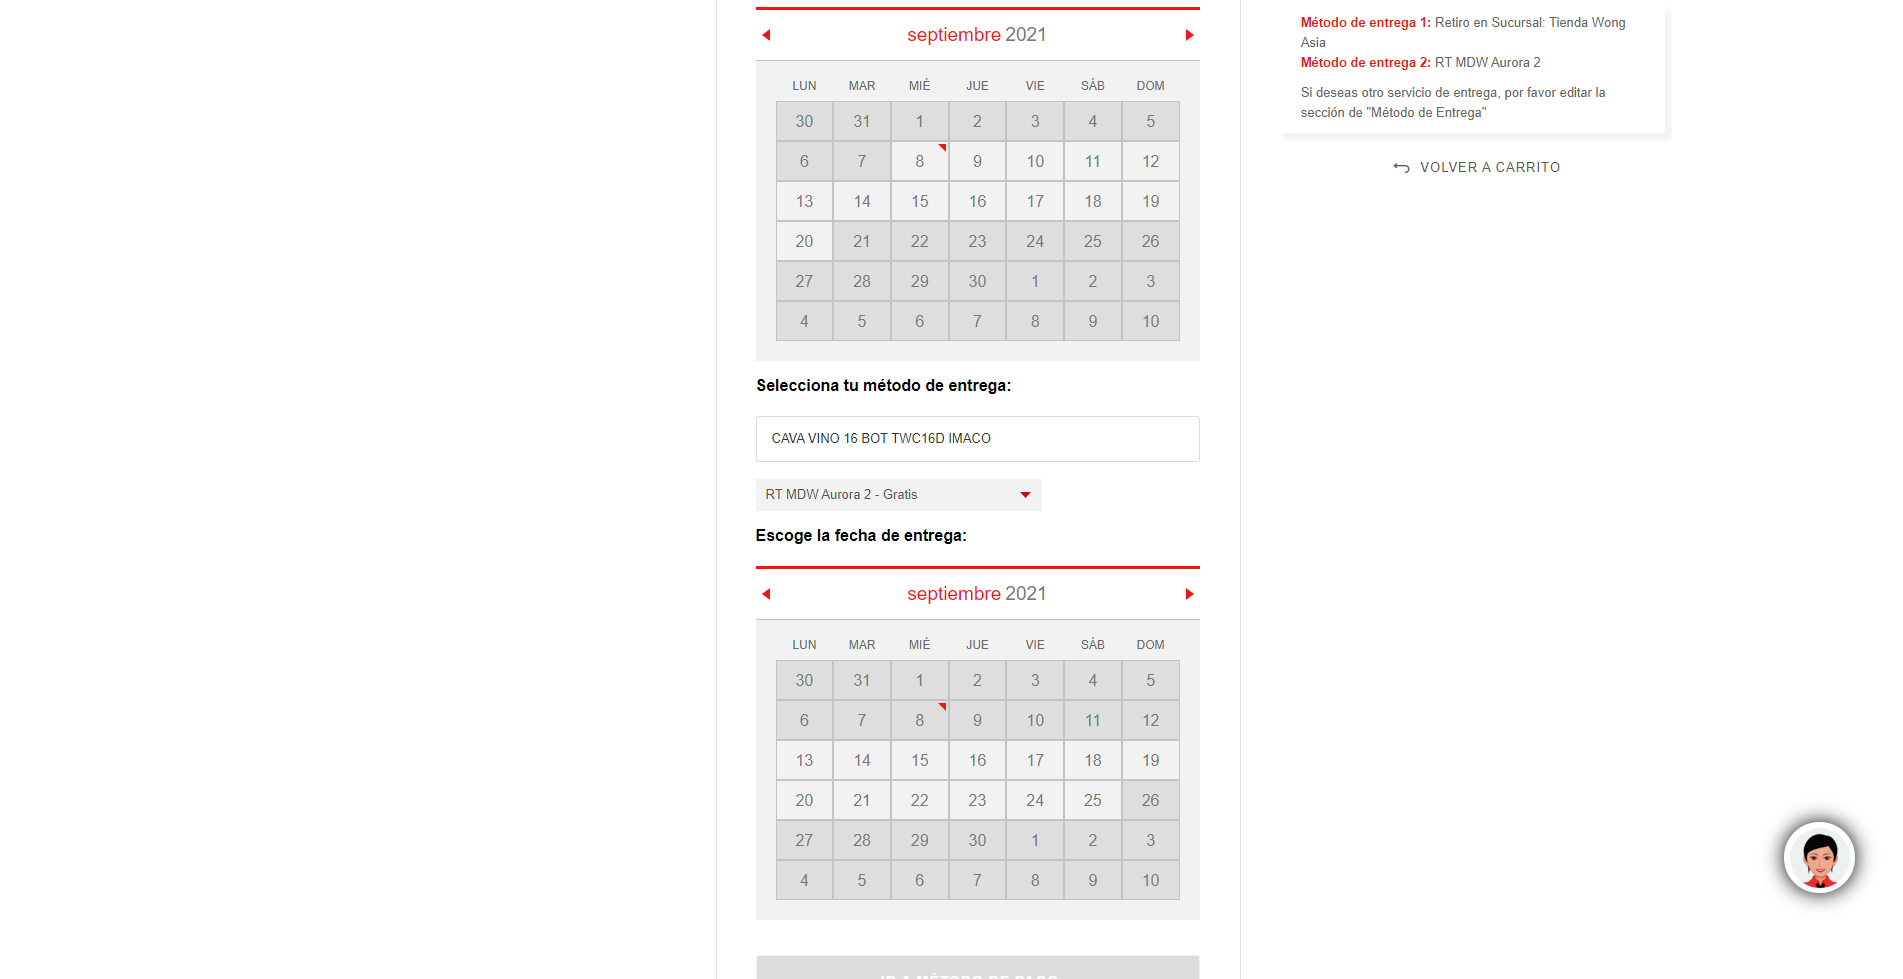 septiembre 2021
LUN MAR MIÉ JUE VIE SÁB DOM
30 31 1 2 3 4 5
6 7 8 9 10 11 12
13 14 15 16 17 18 19
20 21 22 23 24 25 26
27 28 29 30 1 2 3
4 5 6 7 8 9 10
Selecciona tu método de entrega:
CAVA VINO 16 BOT TWC16D IMACO
RT MDW Aurora 2 - Gratis
Escoge la fecha de entrega:
septiembre 2021
LUN MAR MIÉ JUE VIE SÁB DOM
30 31 1 2 3 4 5
6 7 8 9 10 11 12
13 14 15 16 17 18 19
20 21 22 23 24 25 26
27 28 29 30 1 2 3
4 5 6 7 8 9 10
IR A MÉTODO DE PAGO
Método de entrega 1: Retiro en Sucursal: Tienda Wong
Asia
Método de entrega 2: RT MDW Aurora 2
Si deseas otro servicio de entrega, por favor editar la
sección de "Método de Entrega"
VOLVER A CARRITO